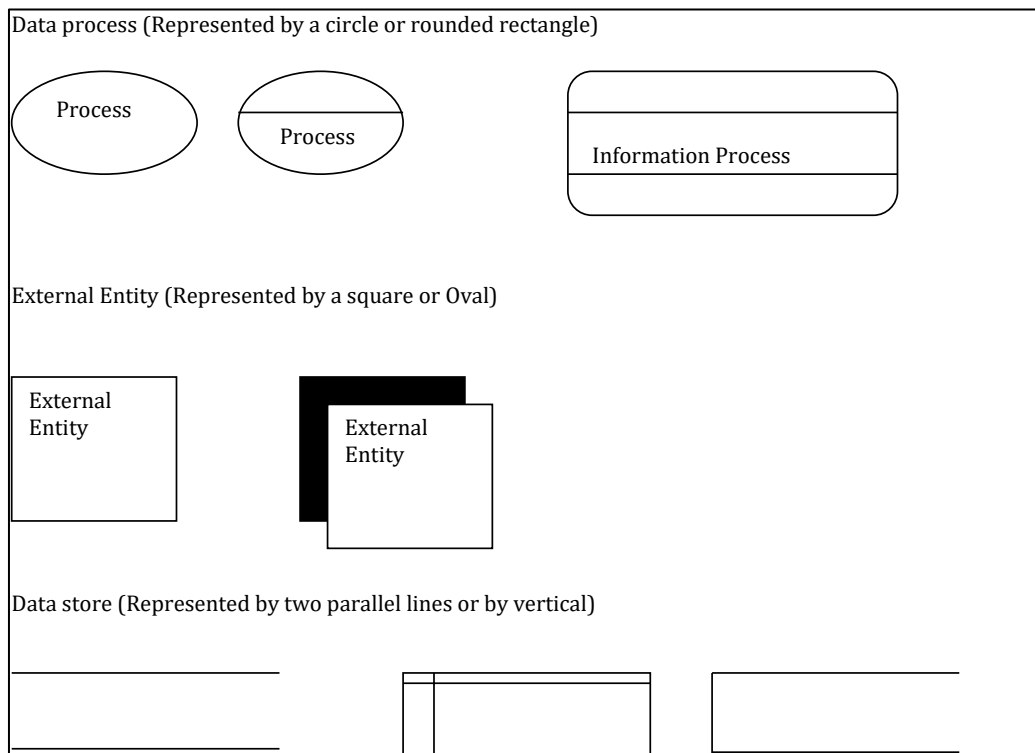 Data process (Represented by a circle or rounded rectangle)
Process
Process
Information Process
External Entity (Represented by a square or Oval)
External
Entity
External
Entity
Data store (Represented by two parallel lines or by vertical)